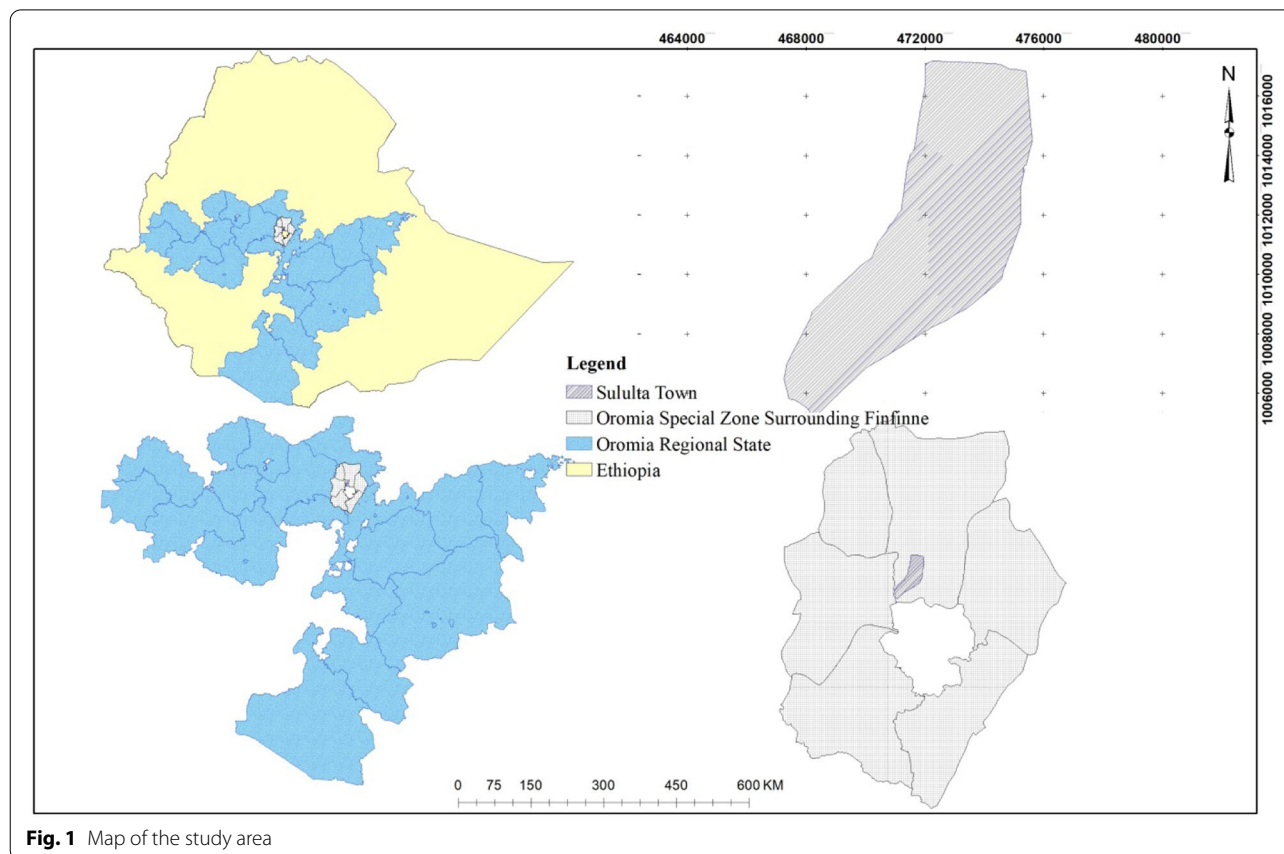 464000 468000 472000 476000 480000
N
1016000
1014000
1012000
1010000
1008000
1006000
Legend
Sululta Town
Oromia Special Zone Surrounding Finfinne
Oromia Regional State
Ethiopia
0 75 150 300 450 600 KM
Fig. 1 Map of the study area